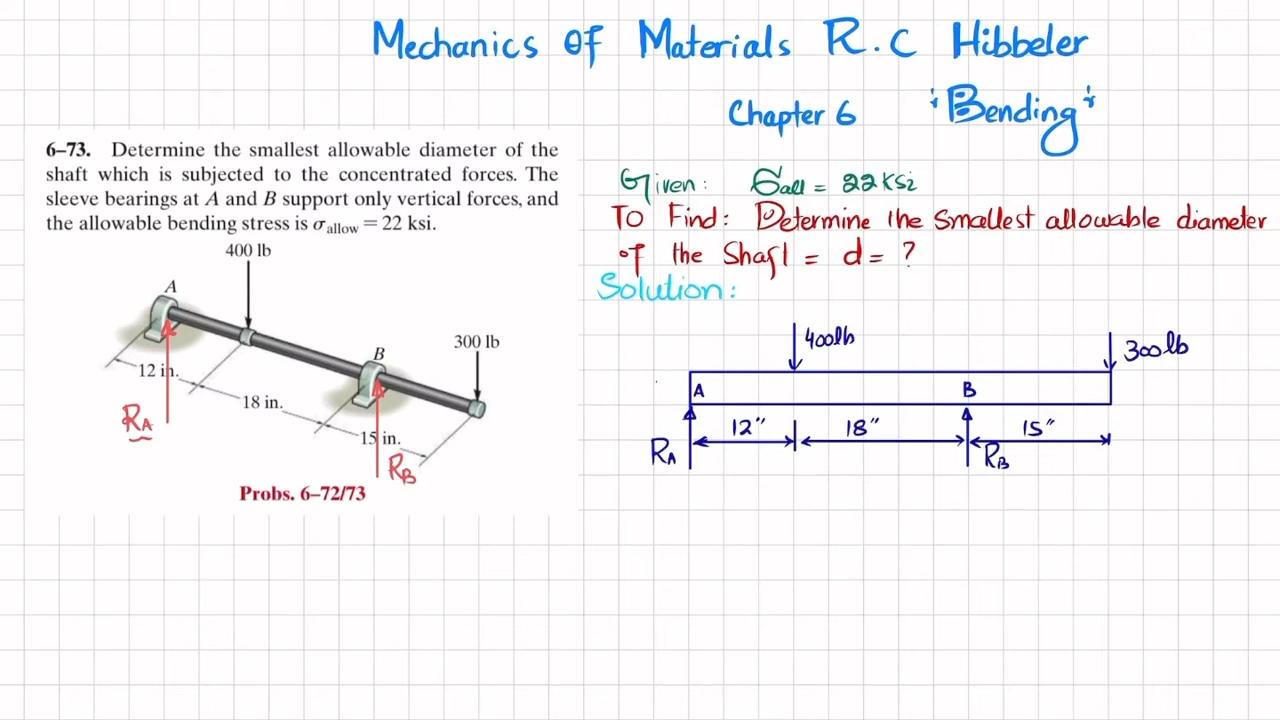 Mechanics Of Materials R.C Hibbeler
Chapter 6 "Bending"
6–73. Determine the smallest allowable diameter of the
shaft which is subjected to the concentrated forces. The
sleeve bearings at A and B support only vertical forces, and
the allowable bending stress is σallow = 22 ksi.
400 lb
A
300 lb
B
12 in.
18 in.
15 in.
RA
RB
Probs. 6–72/73
Given: σall = 22 ksi
To Find: Determine the Smallest allowable diameter
of the Shaft = d = ?
Solution:
400lb
300lb
A
B
12"
18"
15"
RA
RB